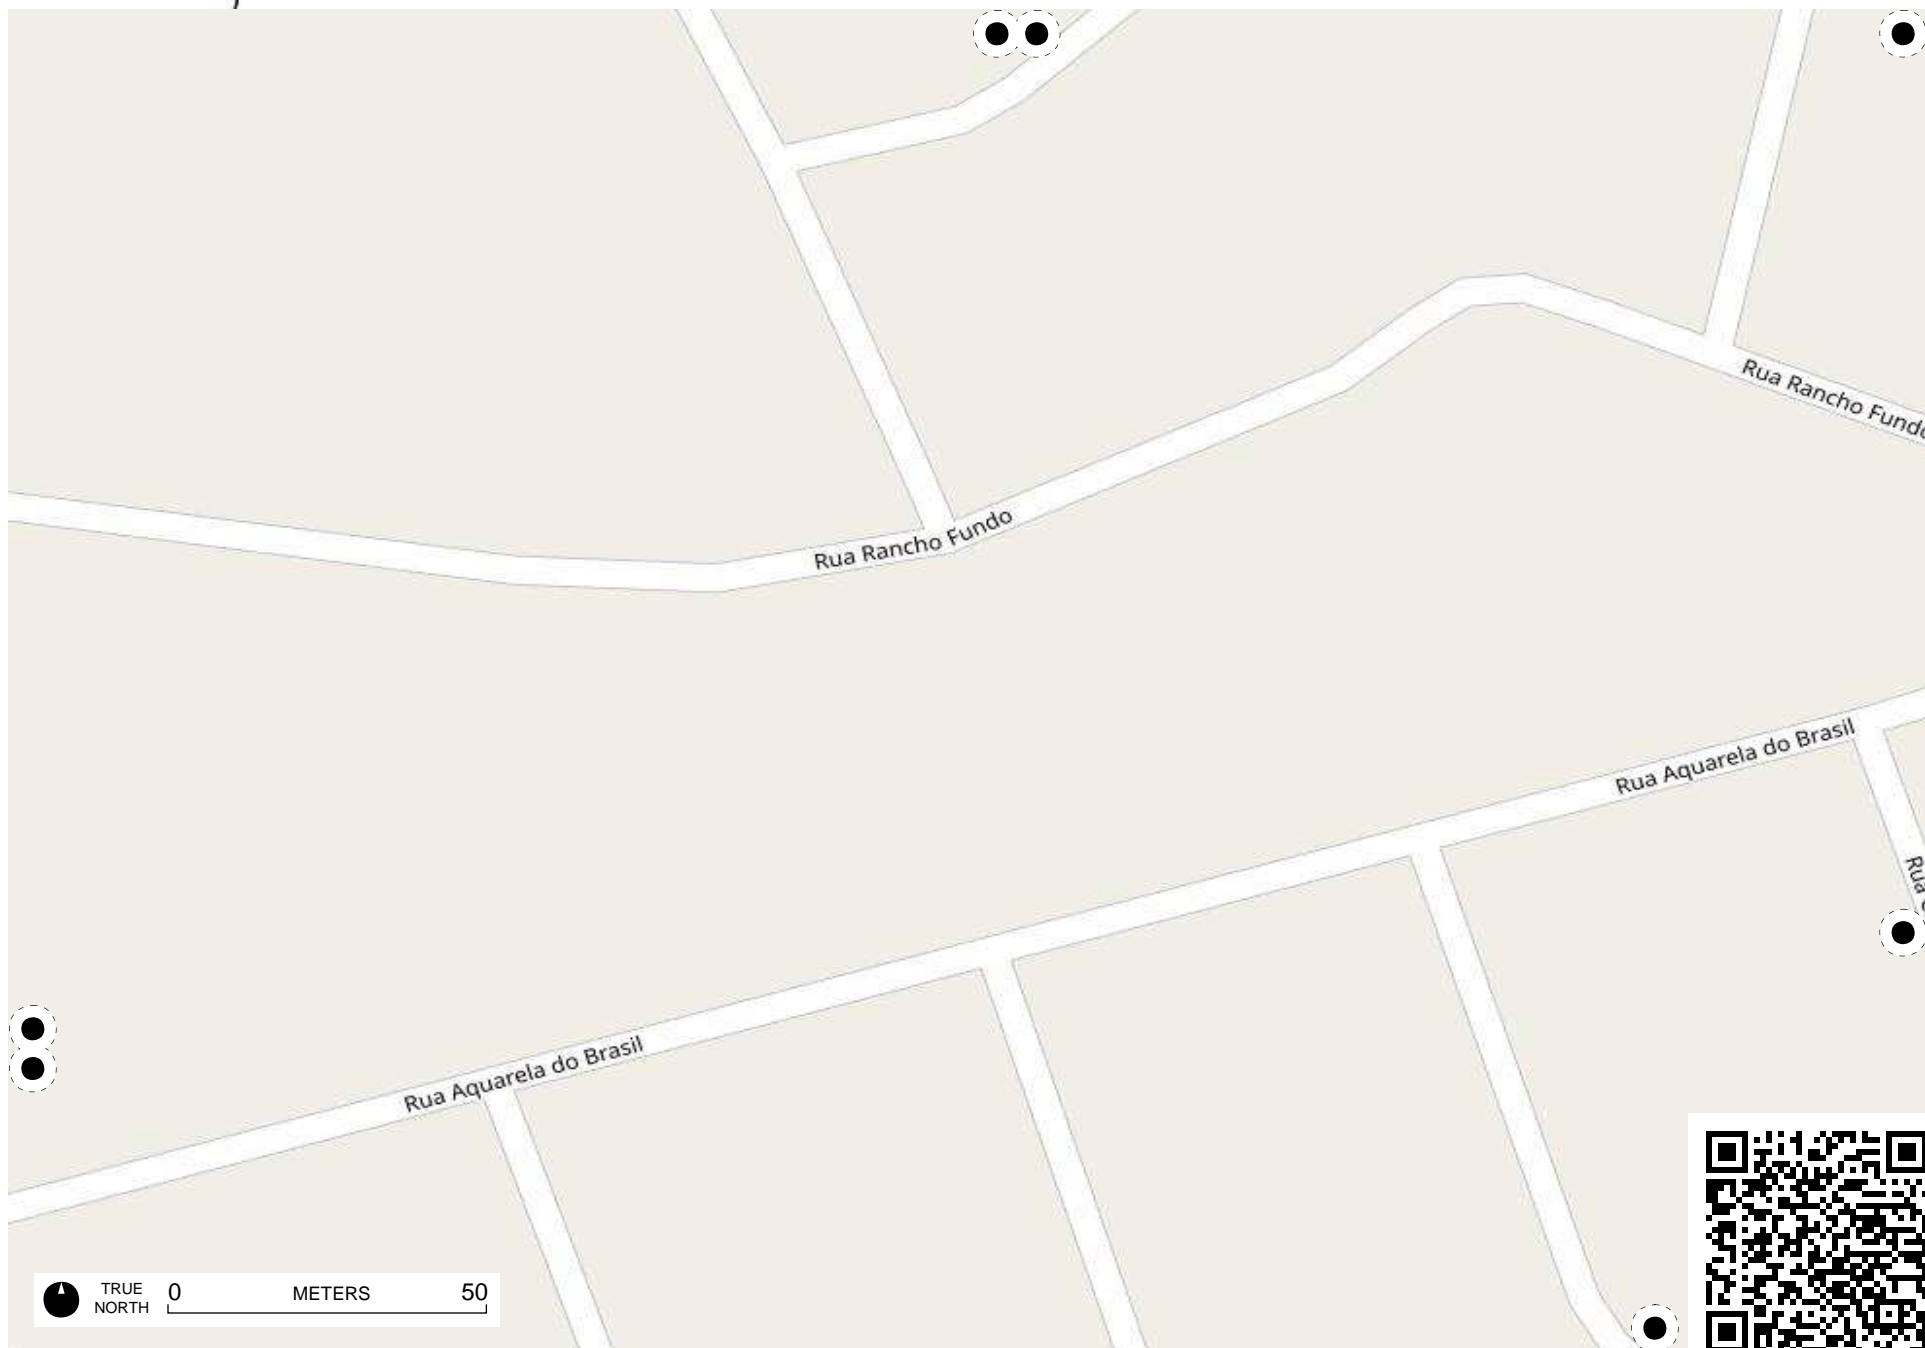 Rua Rancho Fundo
Rua Rancho Fundo
Rua Aquarela do Brasil
Rua Aquarela do Brasil
Rua
TRUE
NORTH
0 METERS 50